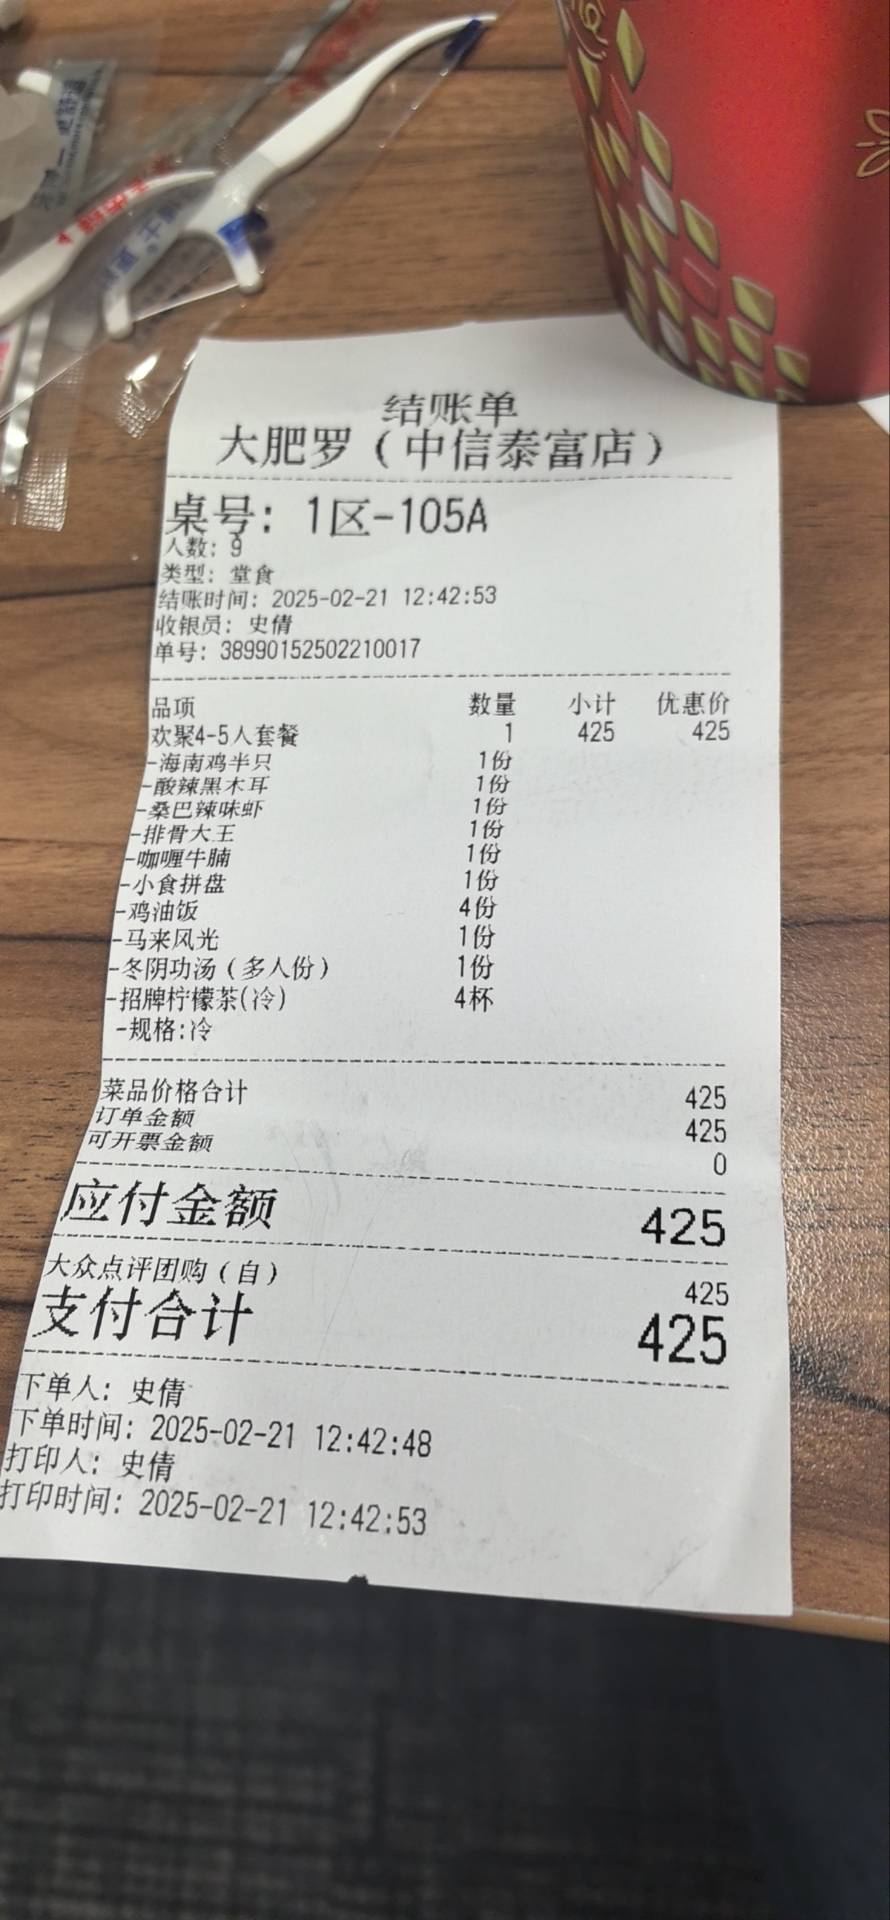 结账单
大肥罗（中信泰富店）
桌号: 1区-105A
人数: 9
类型: 堂食
结账时间: 2025-02-21 12:42:53
收银员: 史倩
单号: 38990152502210017
品项 数量 小计 优惠价
欢聚4-5人套餐 1 425 425
-海南鸡半只 1份
-酸辣黑木耳 1份
-桑巴辣味虾 1份
-排骨大王 1份
-咖喱牛腩 1份
-小食拼盘 1份
-鸡油饭 4份
-马来风光 1份
-冬阴功汤（多人份） 1份
-招牌柠檬茶(冷) 4杯
-规格:冷
菜品价格合计 425
订单金额 425
可开票金额 0
应付金额 425
大众点评团购（自） 425
支付合计 425
下单人: 史倩
下单时间: 2025-02-21 12:42:48
打印人: 史倩
打印时间: 2025-02-21 12:42:53